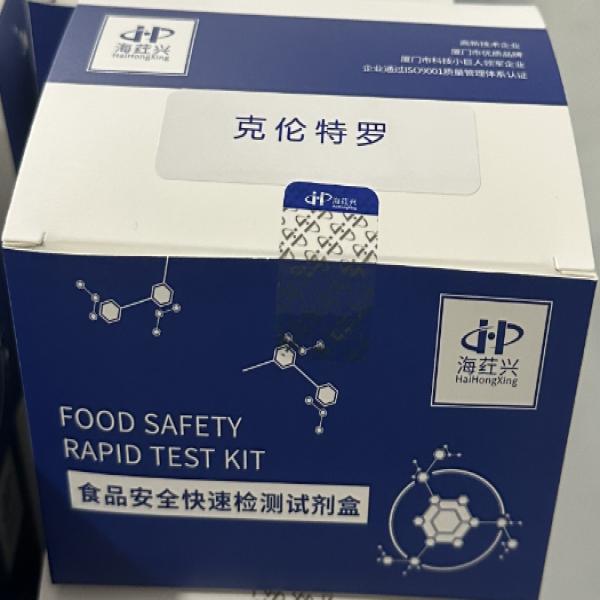 海荭兴
HaiHongXing
高新技术企业
厦门市优质品牌
厦门市科技小巨人领军企业
企业通过ISO9001质量管理体系认证
克伦特罗
海荭兴
海荭兴
HaiHongXing
FOOD SAFETY
RAPID TEST KIT
食品安全快速检测试剂盒